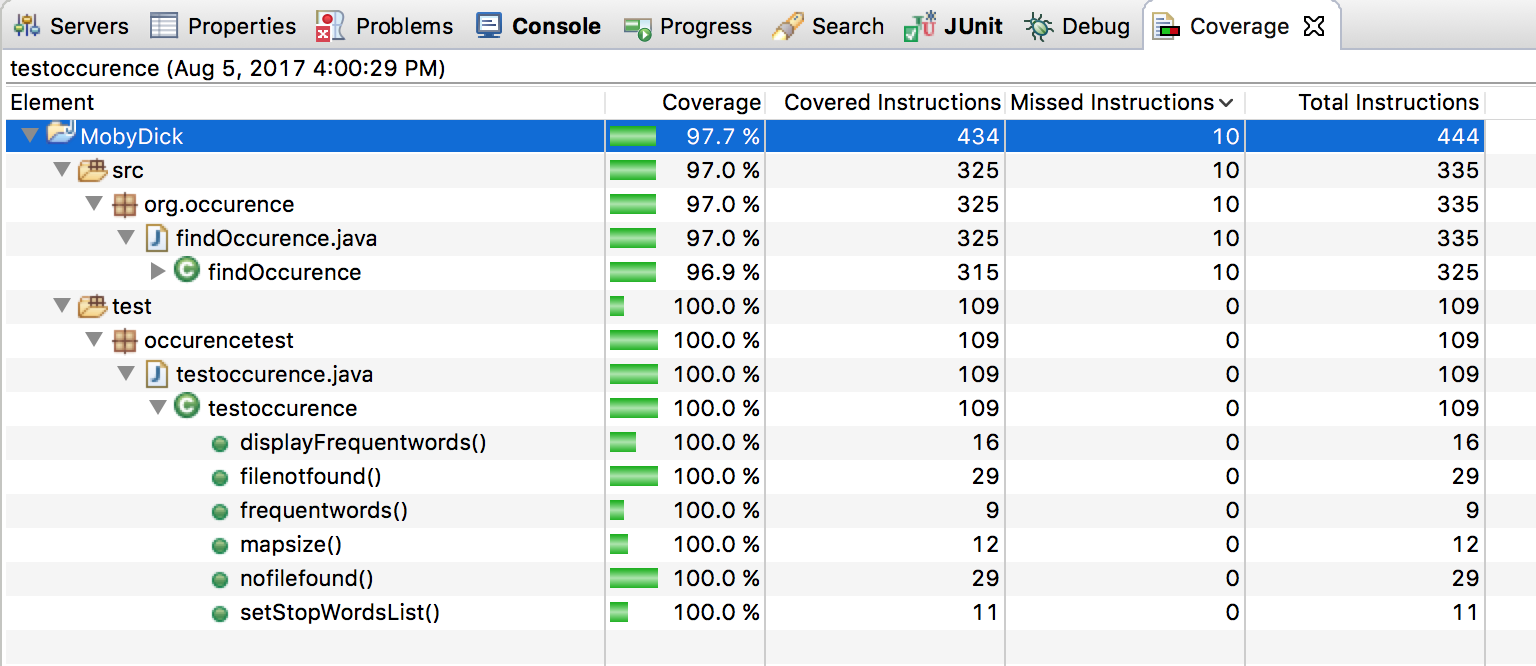 Servers Properties Problems Console Progress Search JUnit Debug Coverage
testoccurence (Aug 5, 2017 4:00:29 PM)
Element Coverage Covered Instructions Missed Instructions Total Instructions
MobyDick 97.7 % 434 10 444
src 97.0 % 325 10 335
org.occurence 97.0 % 325 10 335
findOccurence.java 97.0 % 325 10 335
findOccurence 96.9 % 315 10 325
test 100.0 % 109 0 109
occurencetest 100.0 % 109 0 109
testoccurence.java 100.0 % 109 0 109
testoccurence 100.0 % 109 0 109
displayFrequentwords() 100.0 % 16 0 16
filenotfound() 100.0 % 29 0 29
frequentwords() 100.0 % 9 0 9
mapsize() 100.0 % 12 0 12
nofilefound() 100.0 % 29 0 29
setStopWordsList() 100.0 % 11 0 11